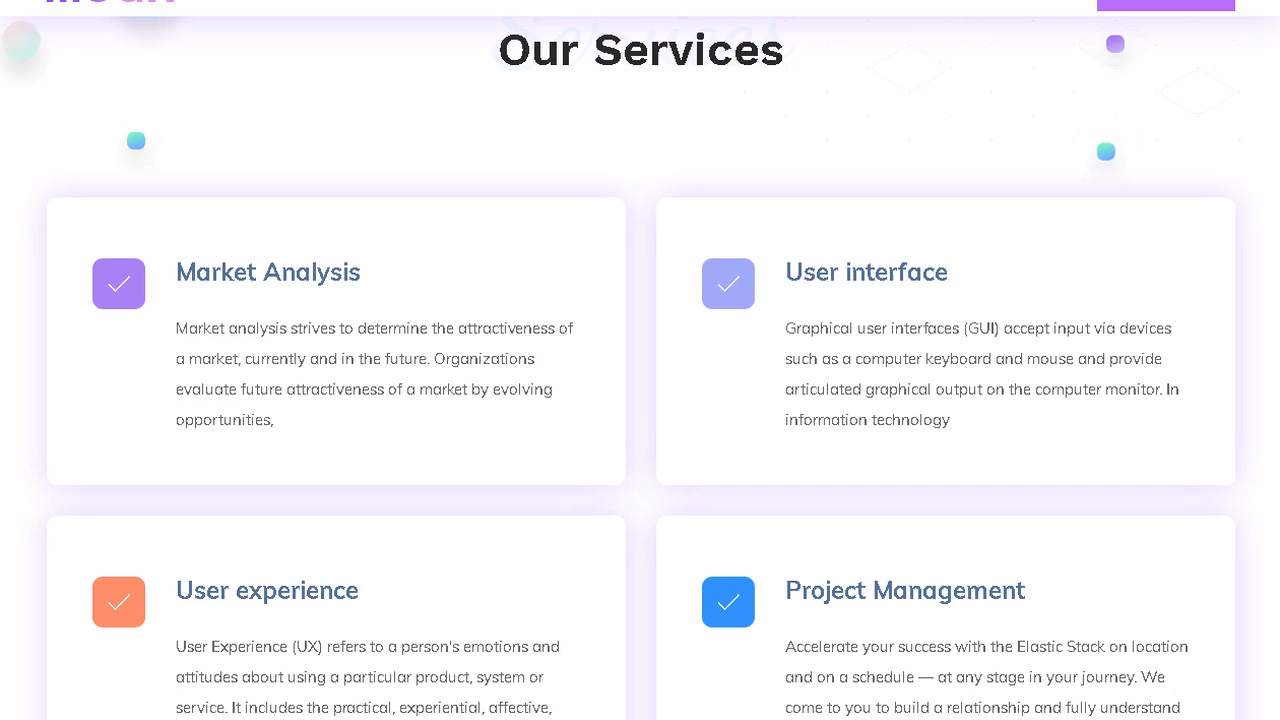 Our Services
Market Analysis
Market analysis strives to determine the attractiveness of
a market, currently and in the future. Organizations
evaluate future attractiveness of a market by evolving
opportunities,
User interface
Graphical user interfaces (GUI) accept input via devices
such as a computer keyboard and mouse and provide
articulated graphical output on the computer monitor. In
information technology
User experience
User Experience (UX) refers to a person's emotions and
attitudes about using a particular product, system or
service. It includes the practical, experiential, affective,
Project Management
Accelerate your success with the Elastic Stack on location
and on a schedule — at any stage in your journey. We
come to you to build a relationship and fully understand